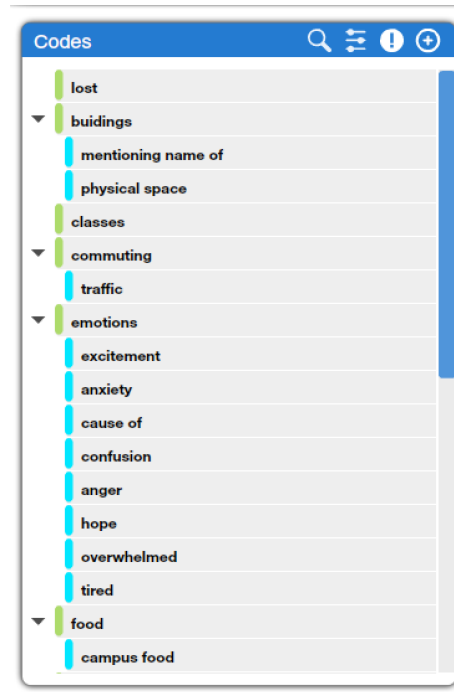 Codes
lost
buidings
mentioning name of
physical space
classes
commuting
traffic
emotions
excitement
anxiety
cause of
confusion
anger
hope
overwhelmed
tired
food
campus food